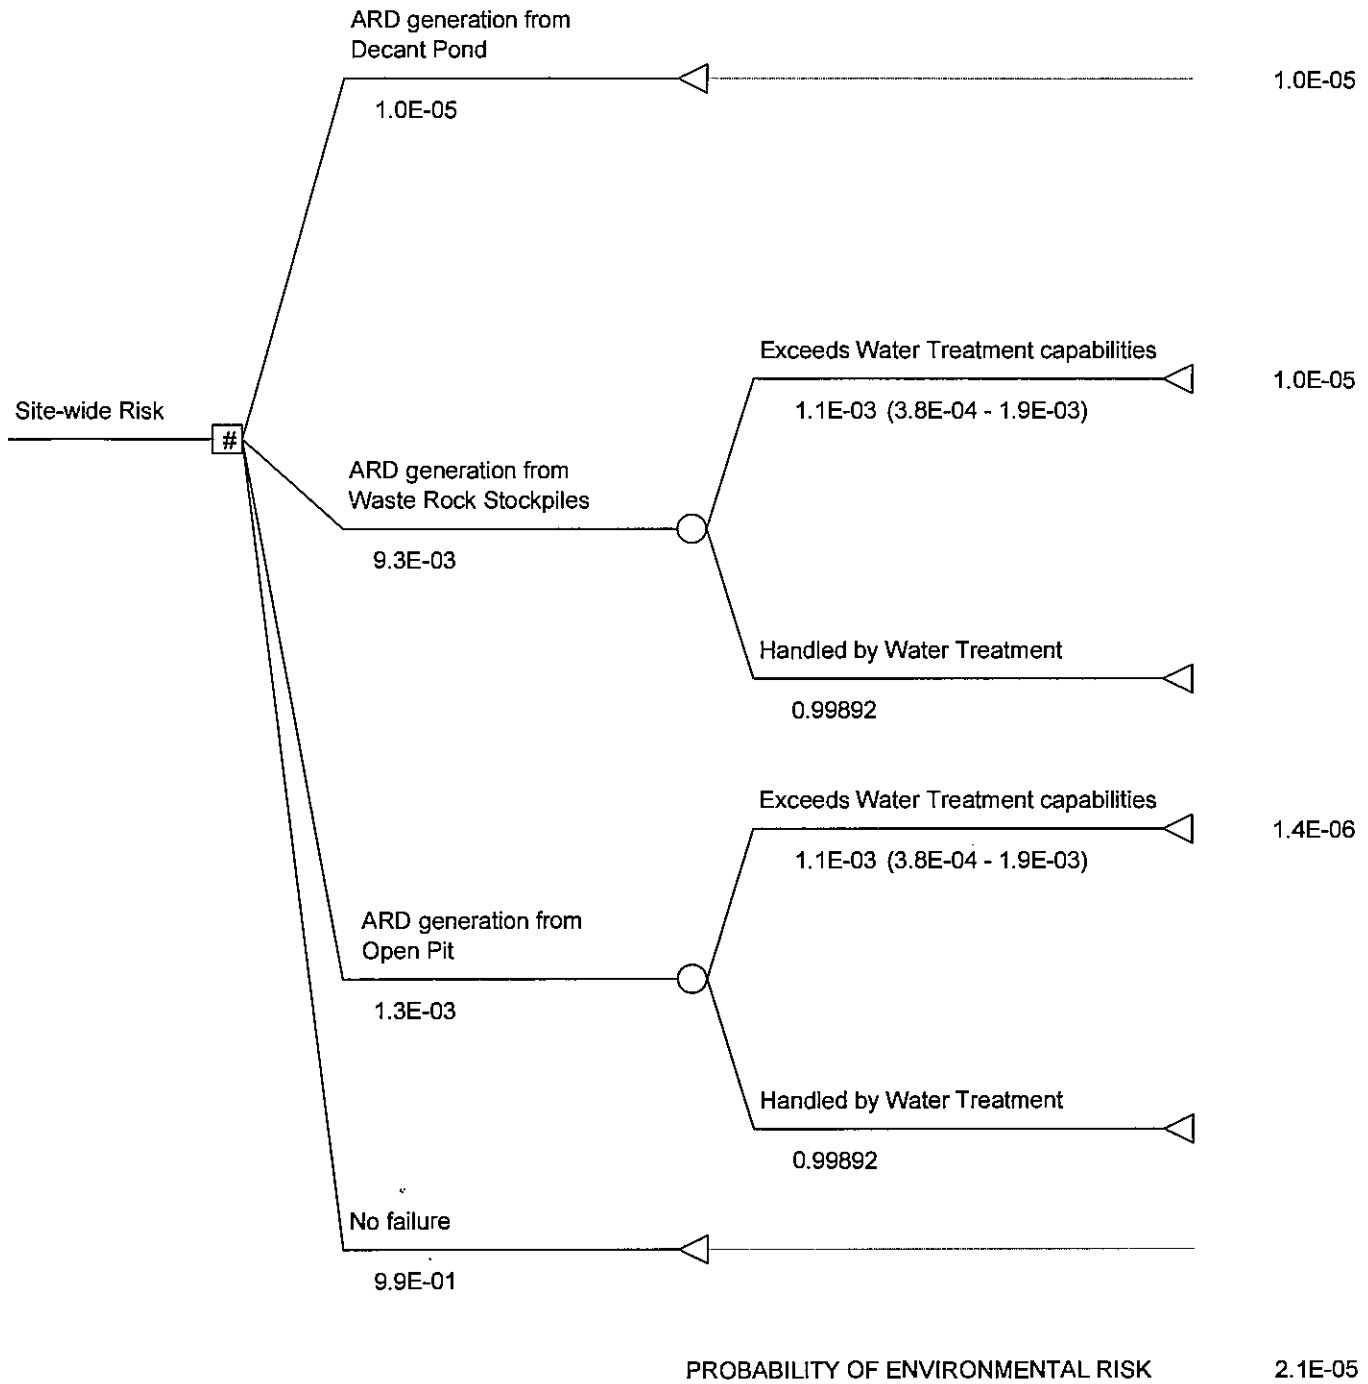 ARD generation from
Decant Pond
1.0E-05
1.0E-05
Exceeds Water Treatment capabilities
1.0E-05
1.1E-03 (3.8E-04 - 1.9E-03)
Site-wide Risk
#
ARD generation from
Waste Rock Stockpiles
9.3E-03
Handled by Water Treatment
0.99892
Exceeds Water Treatment capabilities
1.4E-06
1.1E-03 (3.8E-04 - 1.9E-03)
ARD generation from
Open Pit
1.3E-03
Handled by Water Treatment
0.99892
No failure
9.9E-01
PROBABILITY OF ENVIRONMENTAL RISK 2.1E-05